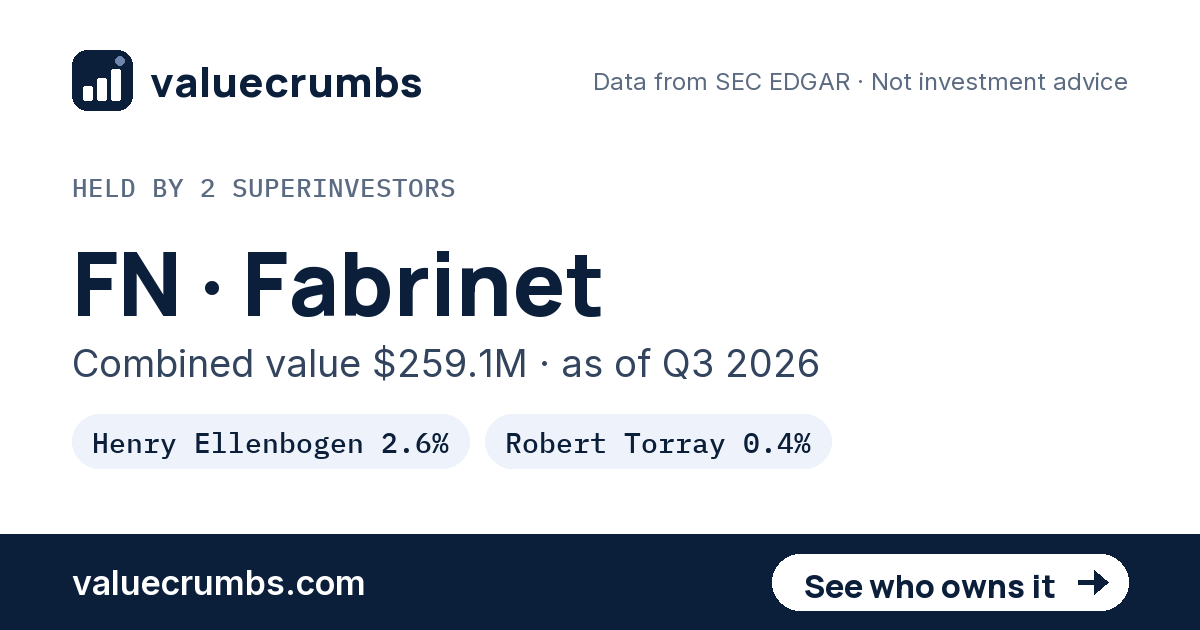 valuecrumbs
Data from SEC EDGAR · Not investment advice
HELD BY 2 SUPERINVESTORS
FN · Fabrinet
Combined value $259.1M · as of Q3 2026
Henry Ellenbogen 2.6%
Robert Torray 0.4%
valuecrumbs.com
See who owns it →